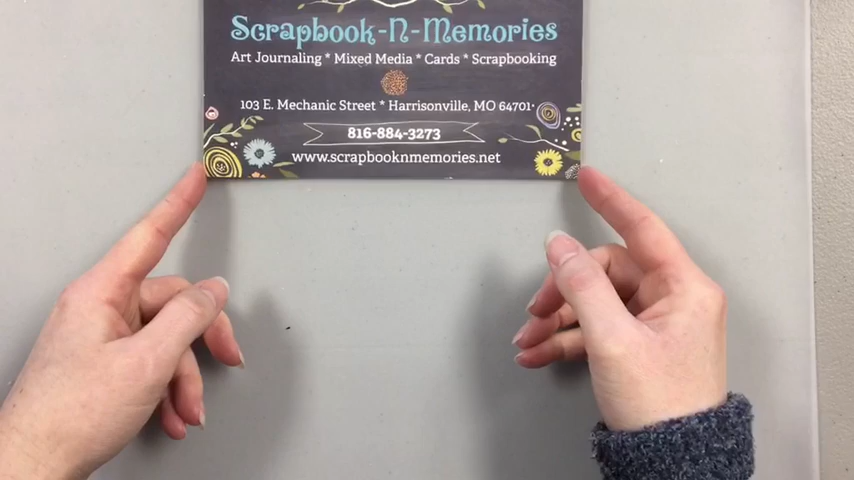 Scrapbook-N-Memories
Art Journaling * Mixed Media * Cards * Scrapbooking
103 E. Mechanic Street * Harrisonville, MO 64701
816-884-3273
www.scrapbooknmemories.net